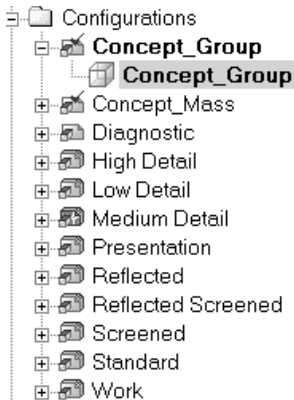 Configurations
Concept_Group
Concept_Group
Concept_Mass
Diagnostic
High Detail
Low Detail
Medium Detail
Presentation
Reflected
Reflected Screened
Screened
Standard
Work